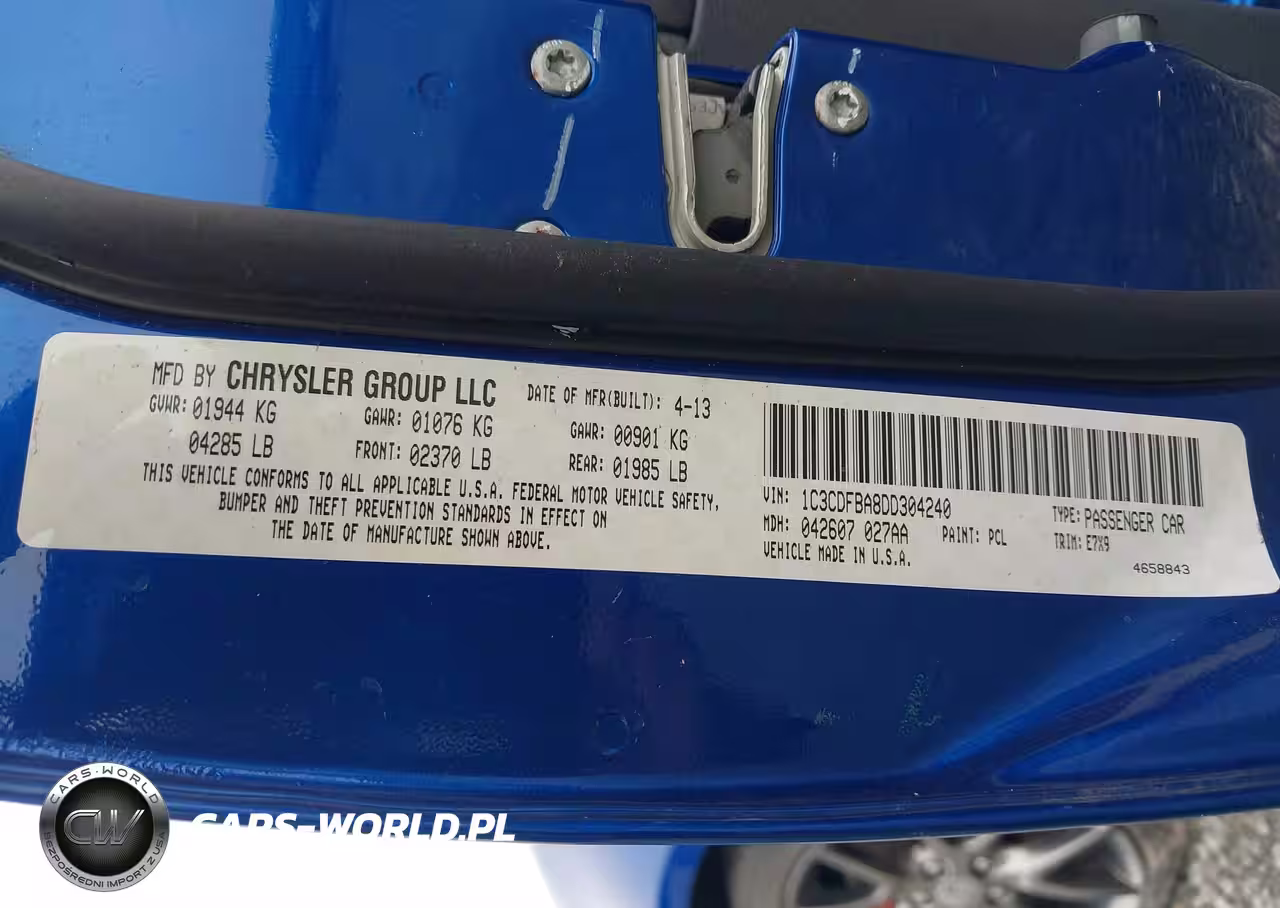 MFD BY CHRYSLER GROUP LLC DATE OF MFR(BUILT): 4-13
GVWR: 01944 KG GAWR: 01076 KG GAWR: 00901 KG
04285 LB FRONT: 02370 LB REAR: 01985 LB
THIS VEHICLE CONFORMS TO ALL APPLICABLE U.S.A. FEDERAL MOTOR VEHICLE SAFETY,
BUMPER AND THEFT PREVENTION STANDARDS IN EFFECT ON
THE DATE OF MANUFACTURE SHOWN ABOVE.
VIN: 1C3CDFBA8DD304240 TYPE: PASSENGER CAR
MDH: 042607 027AA PAINT: PCL TRIM: E7X9
VEHICLE MADE IN U.S.A.
4658843
CARS-WORLD
CW
BEZPOŚREDNI IMPORT Z USA
CARS-WORLD.PL